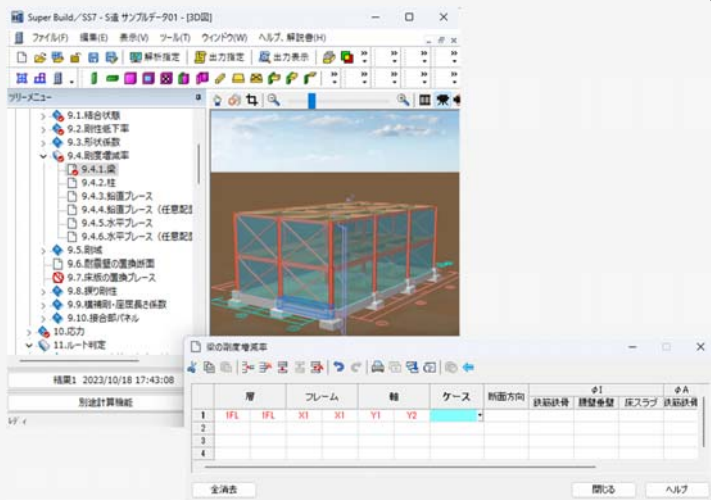 Super Build/SS7 - S造 サンプルデータ01 - [3D図]
ファイル(F) 編集(E) 表示(V) ツール(T) ウィンドウ(W) ヘルプ、解説書(H)
解析指定 出力指定 出力表示
ツリーメニュー
9.1.結合状態
9.2.剛性低下率
9.3.形状係数
9.4.剛度増減率
9.4.1.梁
9.4.2.柱
9.4.3.鉛直ブレース
9.4.4.鉛直ブレース（任意配置
9.4.5.水平ブレース
9.4.6.水平ブレース（任意配置
9.5.剛域
9.6.耐震壁の置換断面
9.7.床版の置換ブレース
9.8.捩り剛性
9.9.横補剛・座屈長さ係数
9.10.接合部パネル
10.応力
11.ルート判定
結果1 2023/10/18 17:43:08
別途計算機能
レディ
梁の剛度増減率
層 フレーム 軸 ケース 断面方向 φI φA
鉄筋鉄骨 腰壁垂壁 床スラブ 鉄筋鉄骨
1 1FL 1FL X1 X1 Y1 Y2
2
3
4
全消去 閉じる ヘルプ